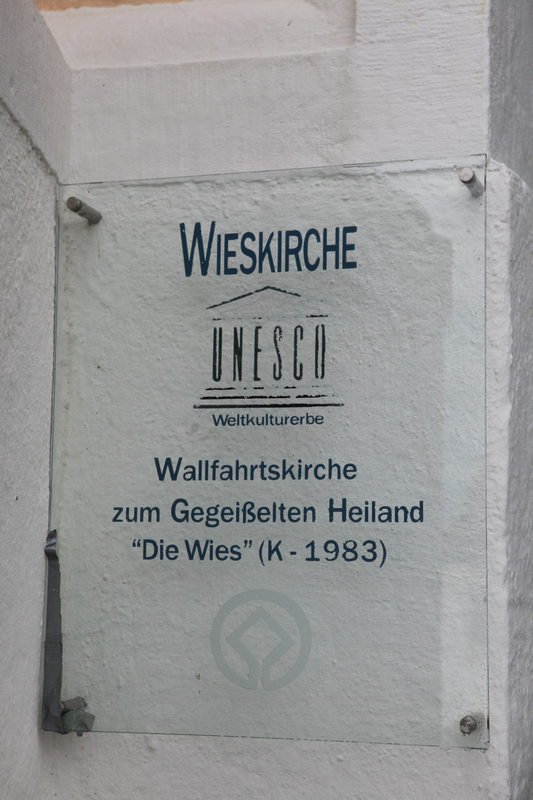 WIESKIRCHE
UNESCO
Weltkulturerbe
Wallfahrtskirche
zum Gegeißelten Heiland
“Die Wies” (K - 1983)